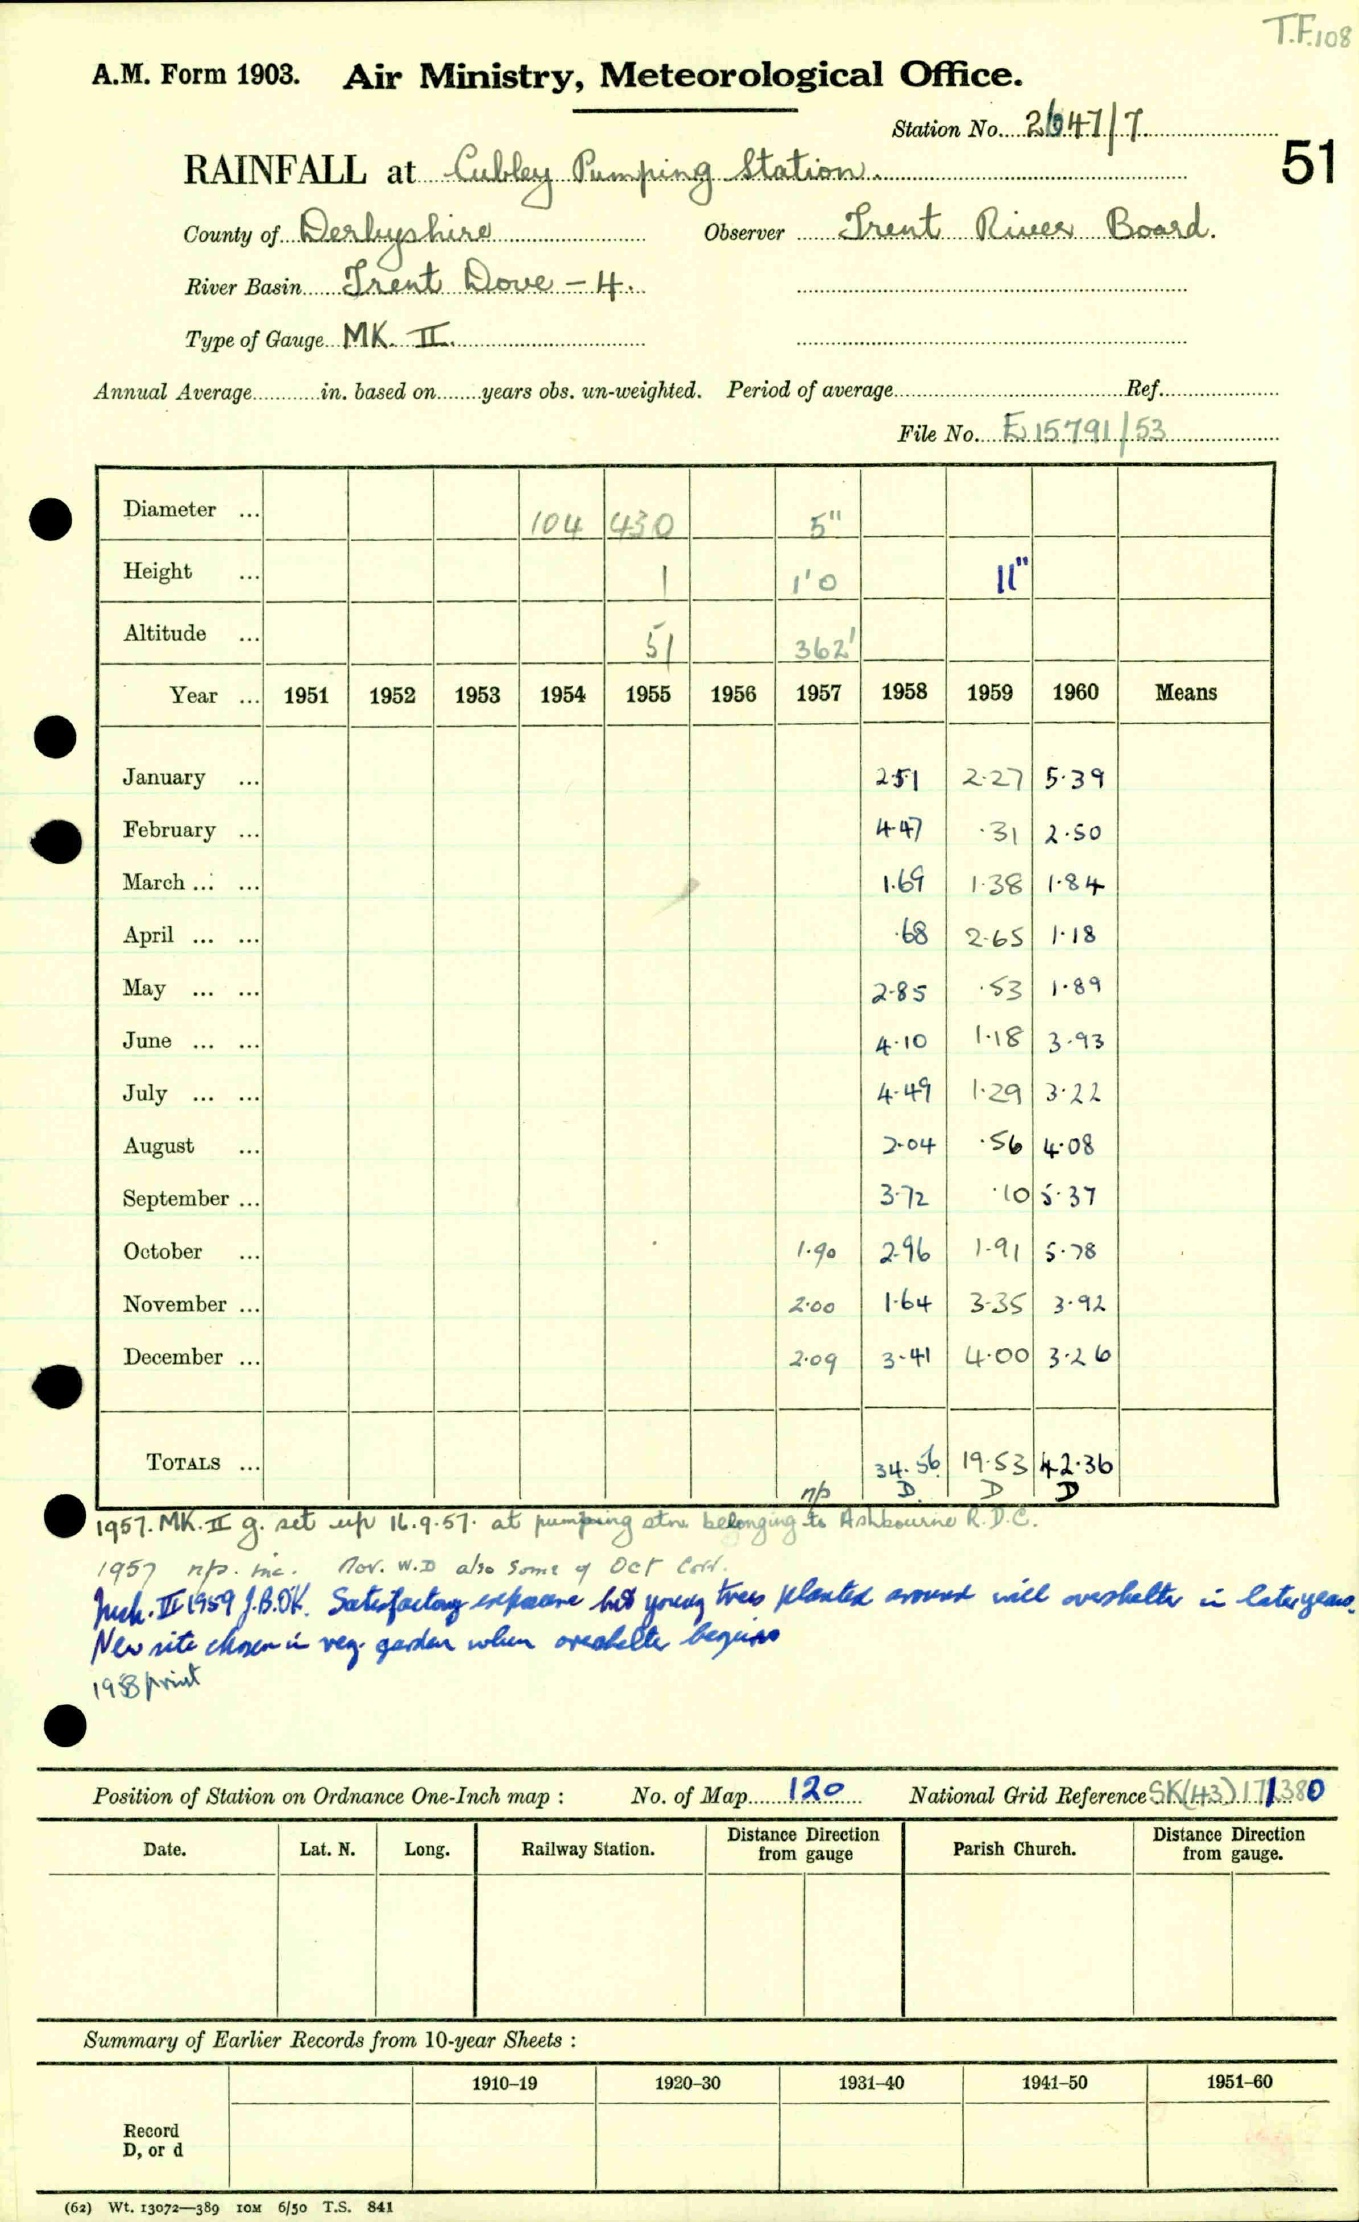 T.F.108
A.M. Form 1903. Air Ministry, Meteorological Office.
Station No. 2647/7
51
RAINFALL at Cubley Pumping Station.
County of Derbyshire Observer Trent River Board.
River Basin Trent Dove - 4.
Type of Gauge MK. II.
Annual Average in. based on years obs. un-weighted. Period of average Ref.
File No. E15791/53
Diameter ... 104 430 5"
Height ... 1 1'0 11"
Altitude ... 51 362'
Year ... 1951 1952 1953 1954 1955 1956 1957 1958 1959 1960 Means
January ... 2.51 2.27 5.39
February ... 4.47 .31 2.50
March ... ... 1.69 1.38 1.84
April ... ... .68 2.65 1.18
May ... ... 2.85 .53 1.89
June ... ... 4.10 1.18 3.93
July ... ... 4.49 1.29 3.22
August ... 2.04 .56 4.08
September ... 3.72 .10 5.37
October ... 1.90 2.96 1.91 5.78
November ... 2.00 1.64 3.35 3.92
December ... 2.09 3.41 4.00 3.26
TOTALS ... 34.56 19.53 42.36
np D. D D
1957. MK. II g. set up 16.9.57. at pumping stn. belonging to Ashbourne R.D.C.
1957 n/p. inc. Nov. W.D also some of Oct Corr.
Insh. III 1959 J.B.OK. Satisfactory exposure but young trees planted around will overshelter in later years.
New site chosen in veg. garden when overshelter begins
1958 print
Position of Station on Ordnance One-Inch map : No. of Map 120 National Grid Reference SK(43)171380
Date. Lat. N. Long. Railway Station. Distance Direction from gauge Parish Church. Distance Direction from gauge.
Summary of Earlier Records from 10-year Sheets :
1910–19 1920–30 1931–40 1941–50 1951–60
Record
D, or d
(62) Wt. 13072—389 10M 6/50 T.S. 841